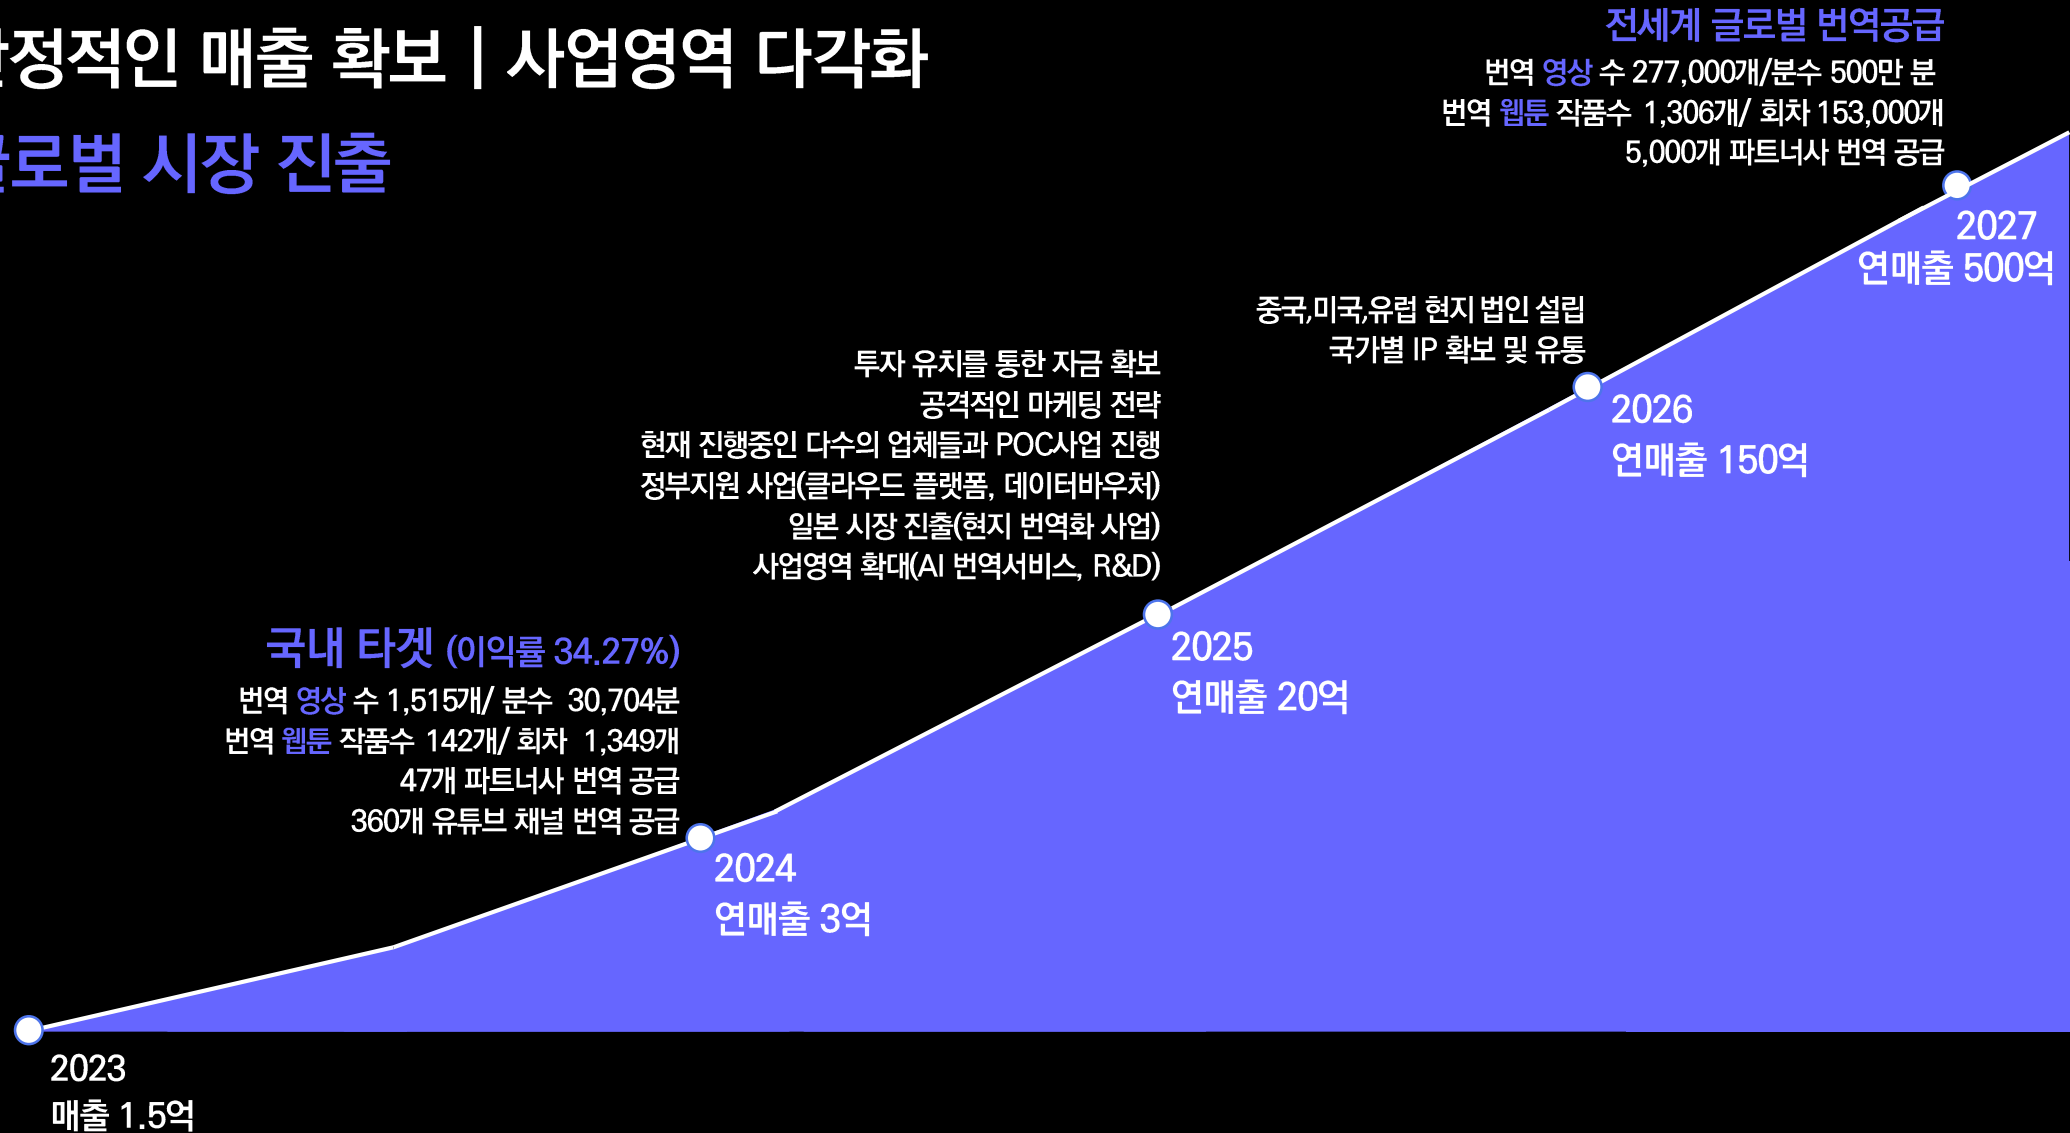 정적인 매출 확보 | 사업영역 다각화
로벌 시장 진출
전세계 글로벌 번역공급
번역 영상 수 277,000개/분수 500만 분
번역 웹툰 작품수 1,306개/ 회차 153,000개
5,000개 파트너사 번역 공급
2027
연매출 500억
중국,미국,유럽 현지 법인 설립
국가별 IP 확보 및 유통
2026
연매출 150억
투자 유치를 통한 자금 확보
공격적인 마케팅 전략
현재 진행중인 다수의 업체들과 POC사업 진행
정부지원 사업(클라우드 플랫폼, 데이터바우처)
일본 시장 진출(현지 번역화 사업)
사업영역 확대(AI 번역서비스, R&D)
2025
연매출 20억
국내 타겟 (이익률 34.27%)
번역 영상 수 1,515개/ 분수 30,704분
번역 웹툰 작품수 142개/ 회차 1,349개
47개 파트너사 번역 공급
360개 유튜브 채널 번역 공급
2024
연매출 3억
2023
매출 1.5억